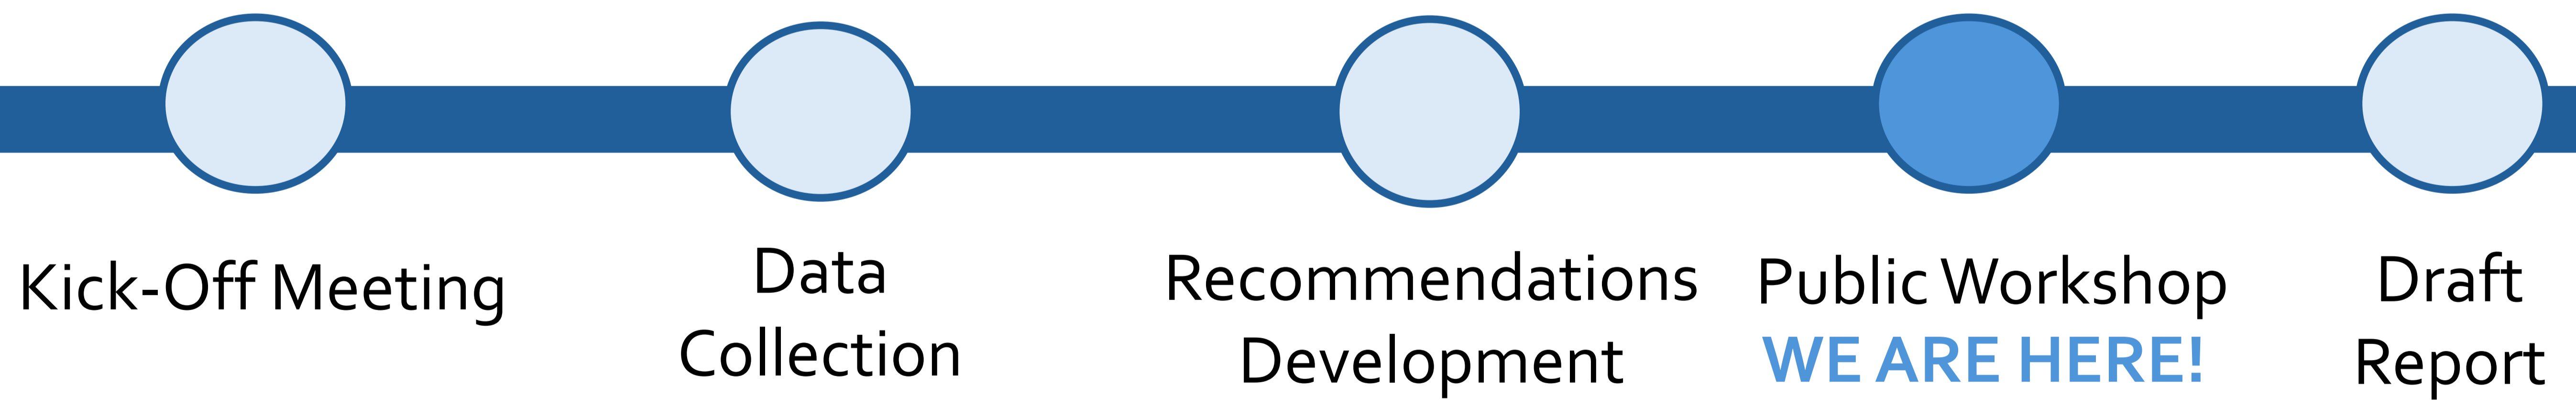 Kick-Off Meeting
Data
Collection
Recommendations
Development
Public Workshop
WE ARE HERE!
Draft
Report